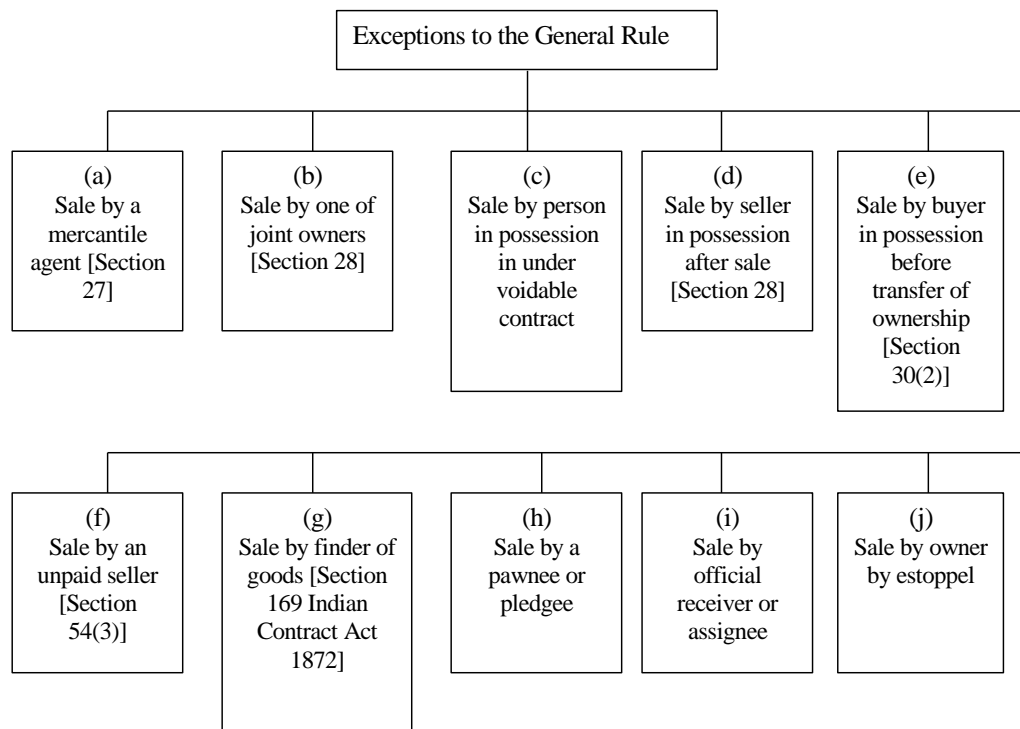 Exceptions to the General Rule
(a)
Sale by a
mercantile
agent [Section
27]
(b)
Sale by one of
joint owners
[Section 28]
(c)
Sale by person
in possession
in under
voidable
contract
(d)
Sale by seller
in possession
after sale
[Section 28]
(e)
Sale by buyer
in possession
before
transfer of
ownership
[Section
30(2)]
(f)
Sale by an
unpaid seller
[Section
54(3)]
(g)
Sale by finder of
goods [Section
169 Indian
Contract Act
1872]
(h)
Sale by a
pawnee or
pledgee
(i)
Sale by
official
receiver or
assignee
(j)
Sale by owner
by estoppel